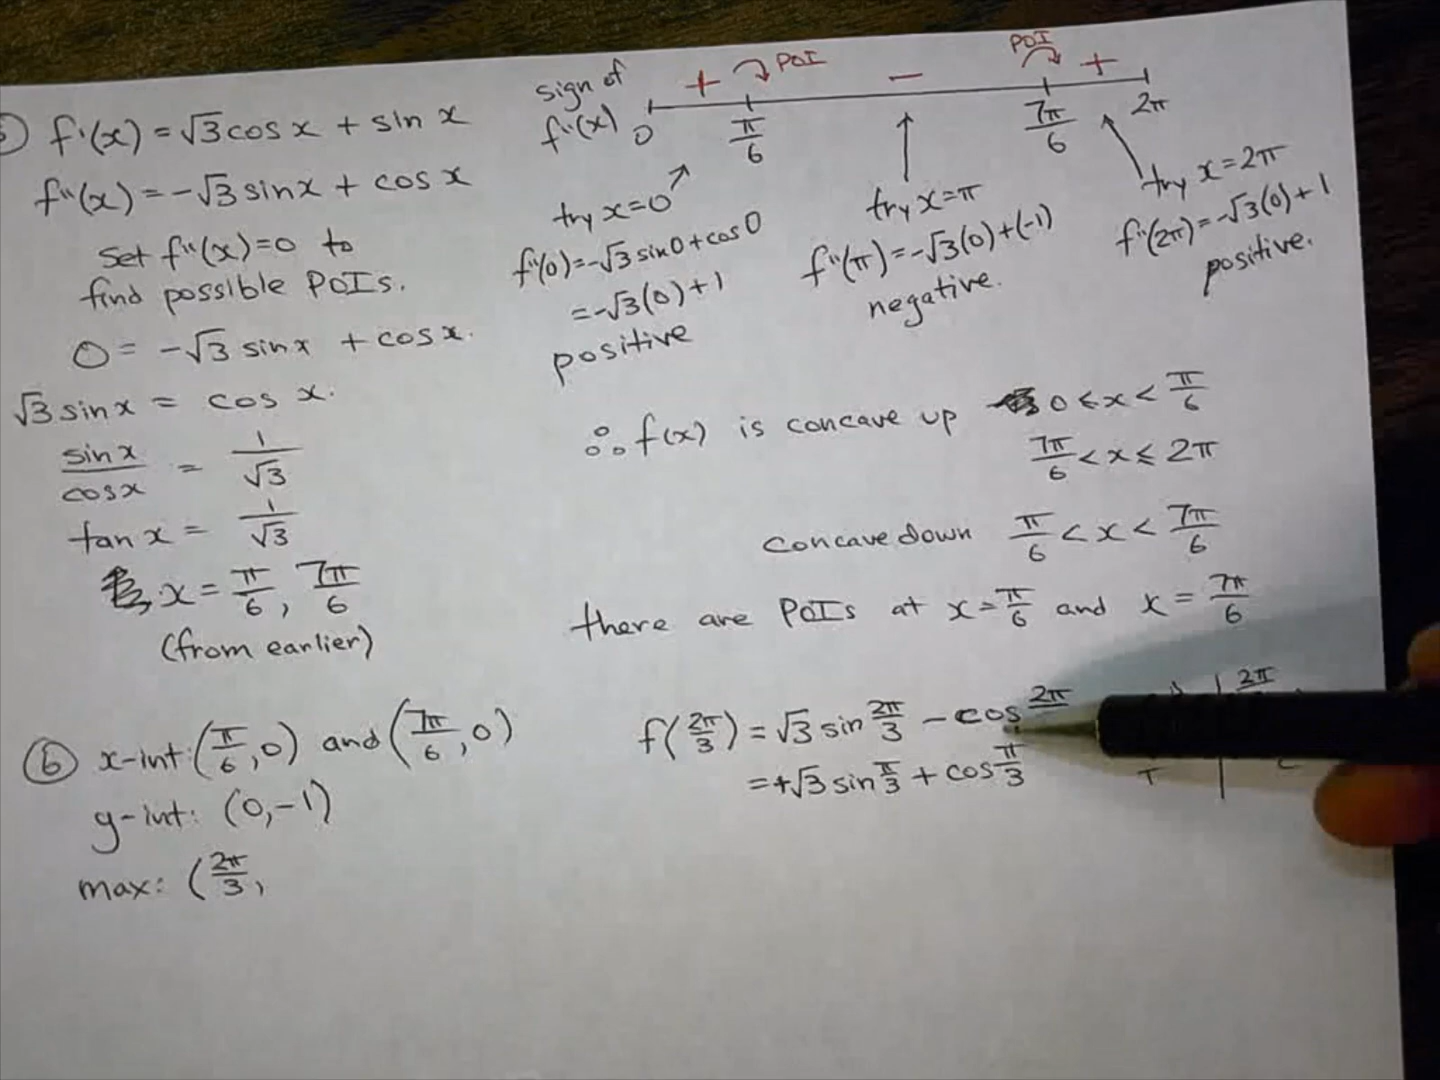 f'(x) = √3 cos x + sin x
f"(x) = -√3 sin x + cos x
Set f"(x) = 0 to
find possible POIs.
0 = -√3 sin x + cos x.
√3 sin x = cos x.
sin x / cos x = 1/√3
tan x = 1/√3
x = π/6, 7π/6
(from earlier)
sign of
f"(x)
+ POI - POI +
0 π/6 7π/6 2π
try x=0
f"(0) = -√3 sin 0 + cos 0
= -√3(0) + 1
positive
try x=π
f"(π) = -√3(0) + (-1)
negative.
try x = 2π
f"(2π) = -√3(0) + 1
positive.
∴ f(x) is concave up 0 ≤ x < π/6
7π/6 < x ≤ 2π
concave down π/6 < x < 7π/6
there are POIs at x = π/6 and x = 7π/6
6 x-int: (π/6, 0) and (7π/6, 0)
y-int: (0, -1)
max: (2π/3,
f(2π/3) = √3 sin 2π/3 - cos 2π
= +√3 sin π/3 + cos π/3
2π
T C